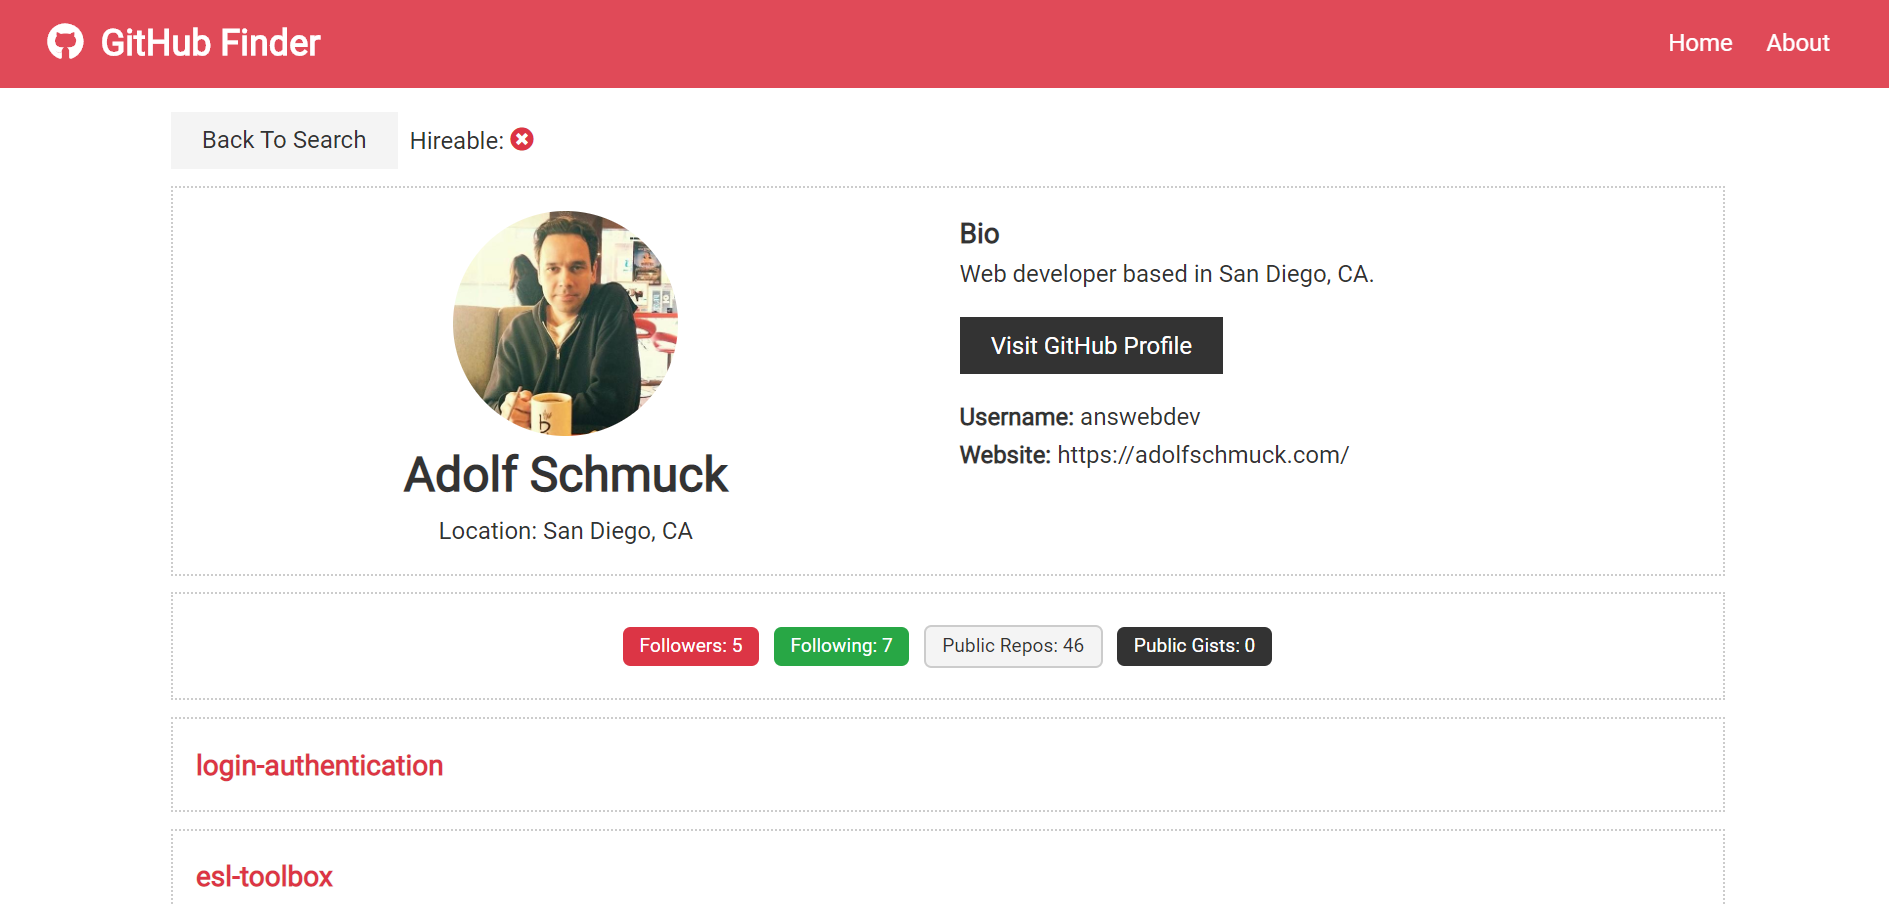 GitHub Finder
Home About
Back To Search Hireable:
Bio
Web developer based in San Diego, CA.
Visit GitHub Profile
Username: answebdev
Website: https://adolfschmuck.com/
Adolf Schmuck
Location: San Diego, CA
Followers: 5 Following: 7 Public Repos: 46 Public Gists: 0
login-authentication
esl-toolbox